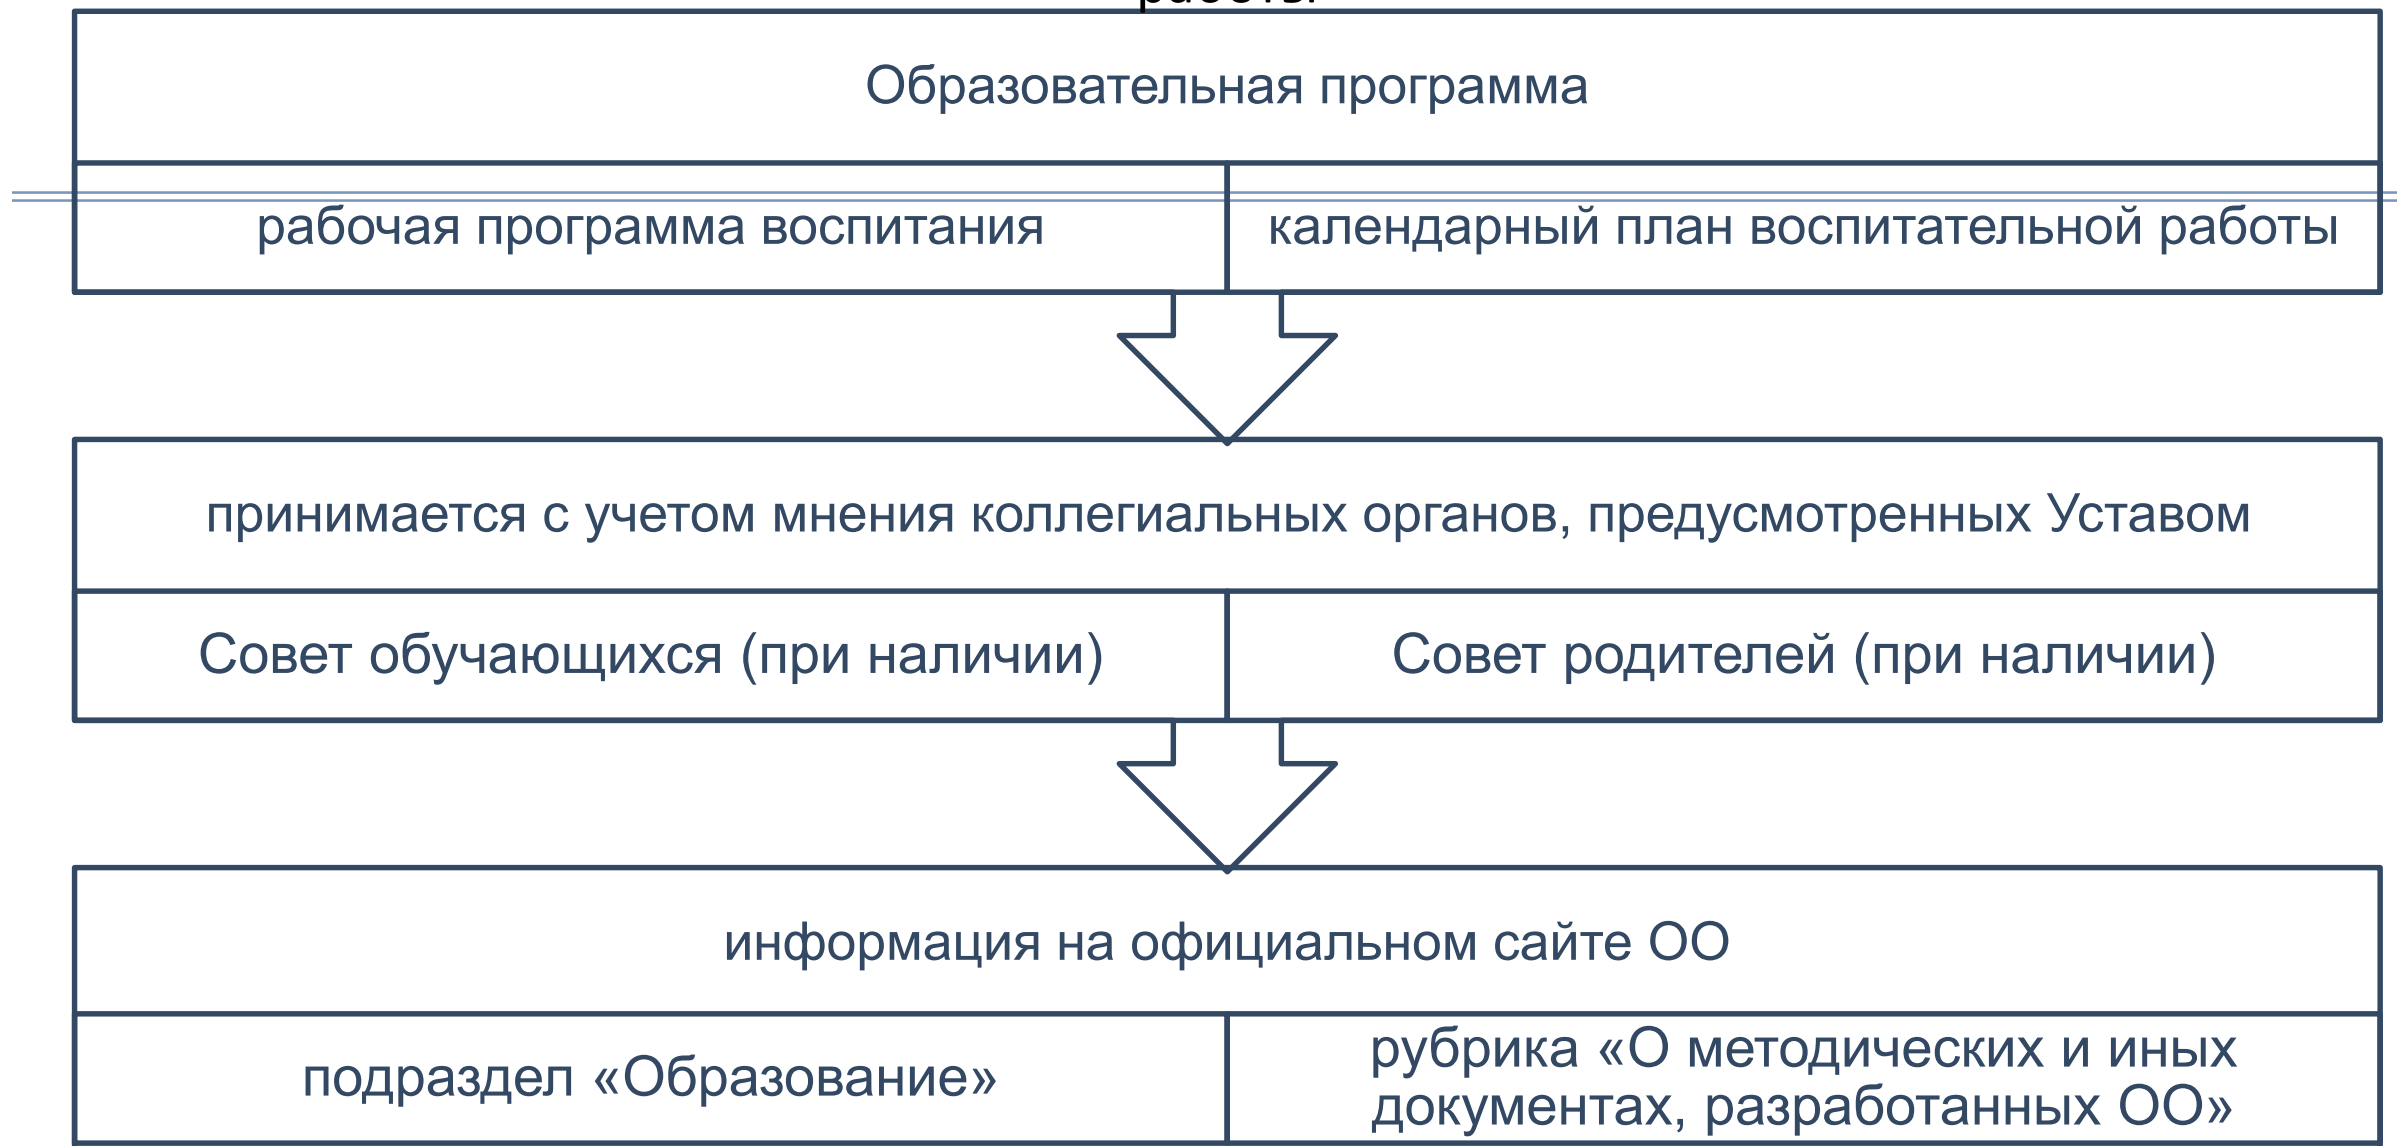 работы
Образовательная программа
рабочая программа воспитания
календарный план воспитательной работы
принимается с учетом мнения коллегиальных органов, предусмотренных Уставом
Совет обучающихся (при наличии)
Совет родителей (при наличии)
информация на официальном сайте ОО
подраздел «Образование»
рубрика «О методических и иных
документах, разработанных ОО»